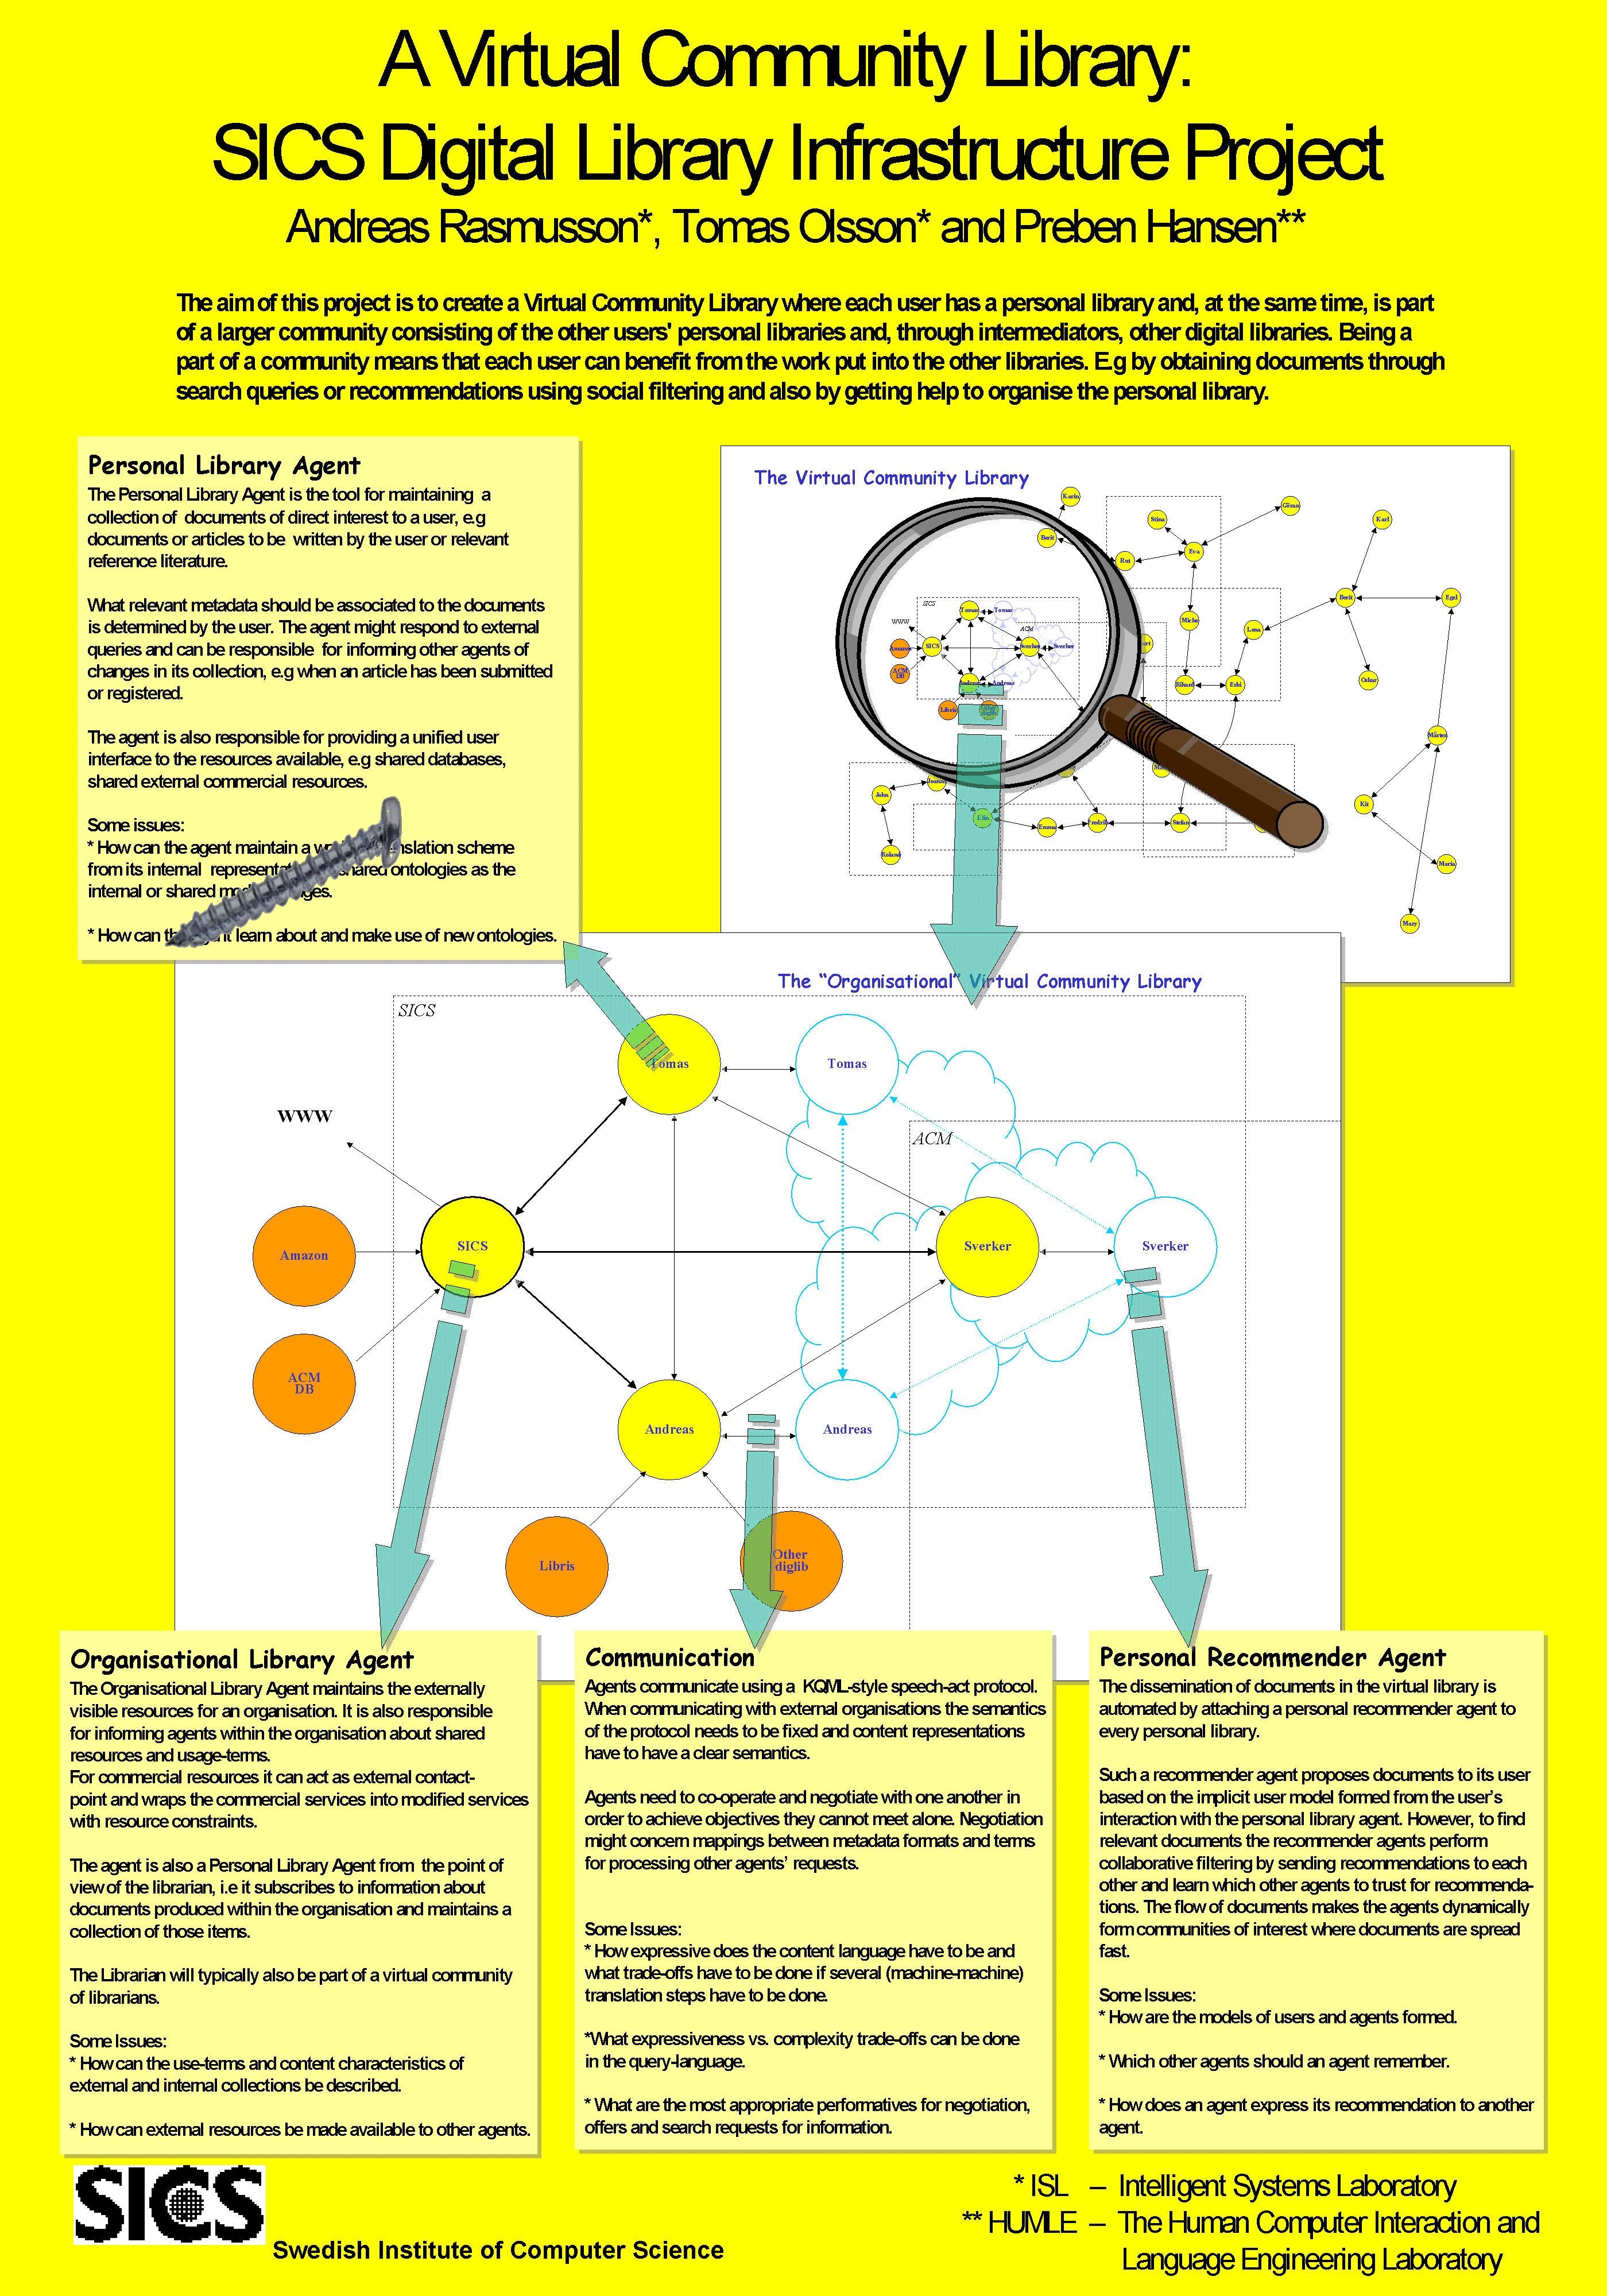 A Virtual Community Library:
SICS Digital Library Infrastructure Project
Andreas Rasmusson*, Tomas Olsson* and Preben Hansen**
The aim of this project is to create a Virtual Community Library where each user has a personal library and, at the same time, is part
of a larger community consisting of the other users' personal libraries and, through intermediators, other digital libraries. Being a
part of a community means that each user can benefit from the work put into the other libraries. E.g by obtaining documents through
search queries or recommendations using social filtering and also by getting help to organise the personal library.
Personal Library Agent
The Personal Library Agent is the tool for maintaining a
collection of documents of direct interest to a user, e.g
documents or articles to be written by the user or relevant
reference literature.
What relevant metadata should be associated to the documents
is determined by the user. The agent might respond to external
queries and can be responsible for informing other agents of
changes in its collection, e.g when an article has been submitted
or registered.
The agent is also responsible for providing a unified user
interface to the resources available, e.g shared databases,
shared external commercial resources.
Some issues:
* How can the agent maintain a translation scheme
from its internal shared ontologies as the
internal or shared
* How can learn about and make use of new ontologies.
The Virtual Community Library
Karin
Berit
Stina
Göran
Rut
Eva
Karl
Berit
Egel
Micke
Lena
Rikard
Eski
Oskar
Mårten
Kit
Maria
Mary
SICS
Tomas
Tomas
WWW
ACM
Amazon
SICS
Sverker
Sverker
ACM
DB
Andreas
Andreas
Libris
John
Joanna
Elin
Emma
Fredrik
Stefan
Roland
The “Organisational” Virtual Community Library
SICS
Tomas
Tomas
WWW
ACM
Amazon
SICS
Sverker
Sverker
ACM
DB
Andreas
Andreas
Libris
Other
diglib
Organisational Library Agent
The Organisational Library Agent maintains the externally
visible resources for an organisation. It is also responsible
for informing agents within the organisation about shared
resources and usage-terms.
For commercial resources it can act as external contact-
point and wraps the commercial services into modified services
with resource constraints.
The agent is also a Personal Library Agent from the point of
view of the librarian, i.e it subscribes to information about
documents produced within the organisation and maintains a
collection of those items.
The Librarian will typically also be part of a virtual community
of librarians.
Some Issues:
* How can the use-terms and content characteristics of
external and internal collections be described.
* How can external resources be made available to other agents.
Communication
Agents communicate using a KQML-style speech-act protocol.
When communicating with external organisations the semantics
of the protocol needs to be fixed and content representations
have to have a clear semantics.
Agents need to co-operate and negotiate with one another in
order to achieve objectives they cannot meet alone. Negotiation
might concern mappings between metadata formats and terms
for processing other agents’ requests.
Some Issues:
* How expressive does the content language have to be and
what trade-offs have to be done if several (machine-machine)
translation steps have to be done.
*What expressiveness vs. complexity trade-offs can be done
in the query-language.
* What are the most appropriate performatives for negotiation,
offers and search requests for information.
Personal Recommender Agent
The dissemination of documents in the virtual library is
automated by attaching a personal recommender agent to
every personal library.
Such a recommender agent proposes documents to its user
based on the implicit user model formed from the user’s
interaction with the personal library agent. However, to find
relevant documents the recommender agents perform
collaborative filtering by sending recommendations to each
other and learn which other agents to trust for recommenda-
tions. The flow of documents makes the agents dynamically
form communities of interest where documents are spread
fast.
Some Issues:
* How are the models of users and agents formed.
* Which other agents should an agent remember.
* How does an agent express its recommendation to another
agent.
SICS
Swedish Institute of Computer Science
* ISL – Intelligent Systems Laboratory
** HUMLE – The Human Computer Interaction and
Language Engineering Laboratory